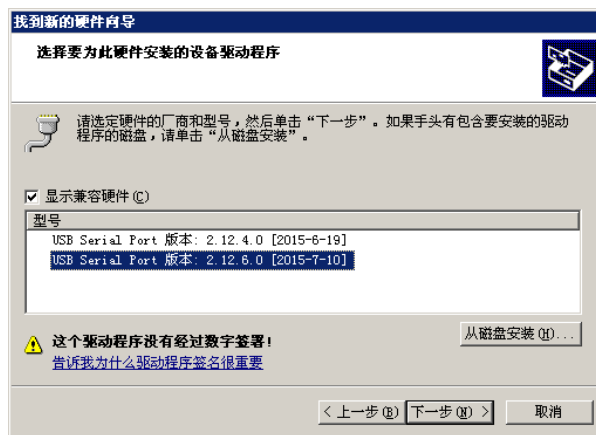 找到新的硬件向导
选择要为此硬件安装的设备驱动程序
请选定硬件的厂商和型号，然后单击“下一步”。如果手头有包含要安装的驱动
程序的磁盘，请单击“从磁盘安装”。
显示兼容硬件(C)
型号
USB Serial Port 版本: 2.12.4.0 [2015-6-19]
USB Serial Port 版本: 2.12.6.0 [2015-7-10]
这个驱动程序没有经过数字签署!
告诉我为什么驱动程序签名很重要
从磁盘安装(H)...
< 上一步(B) 下一步(N) > 取消